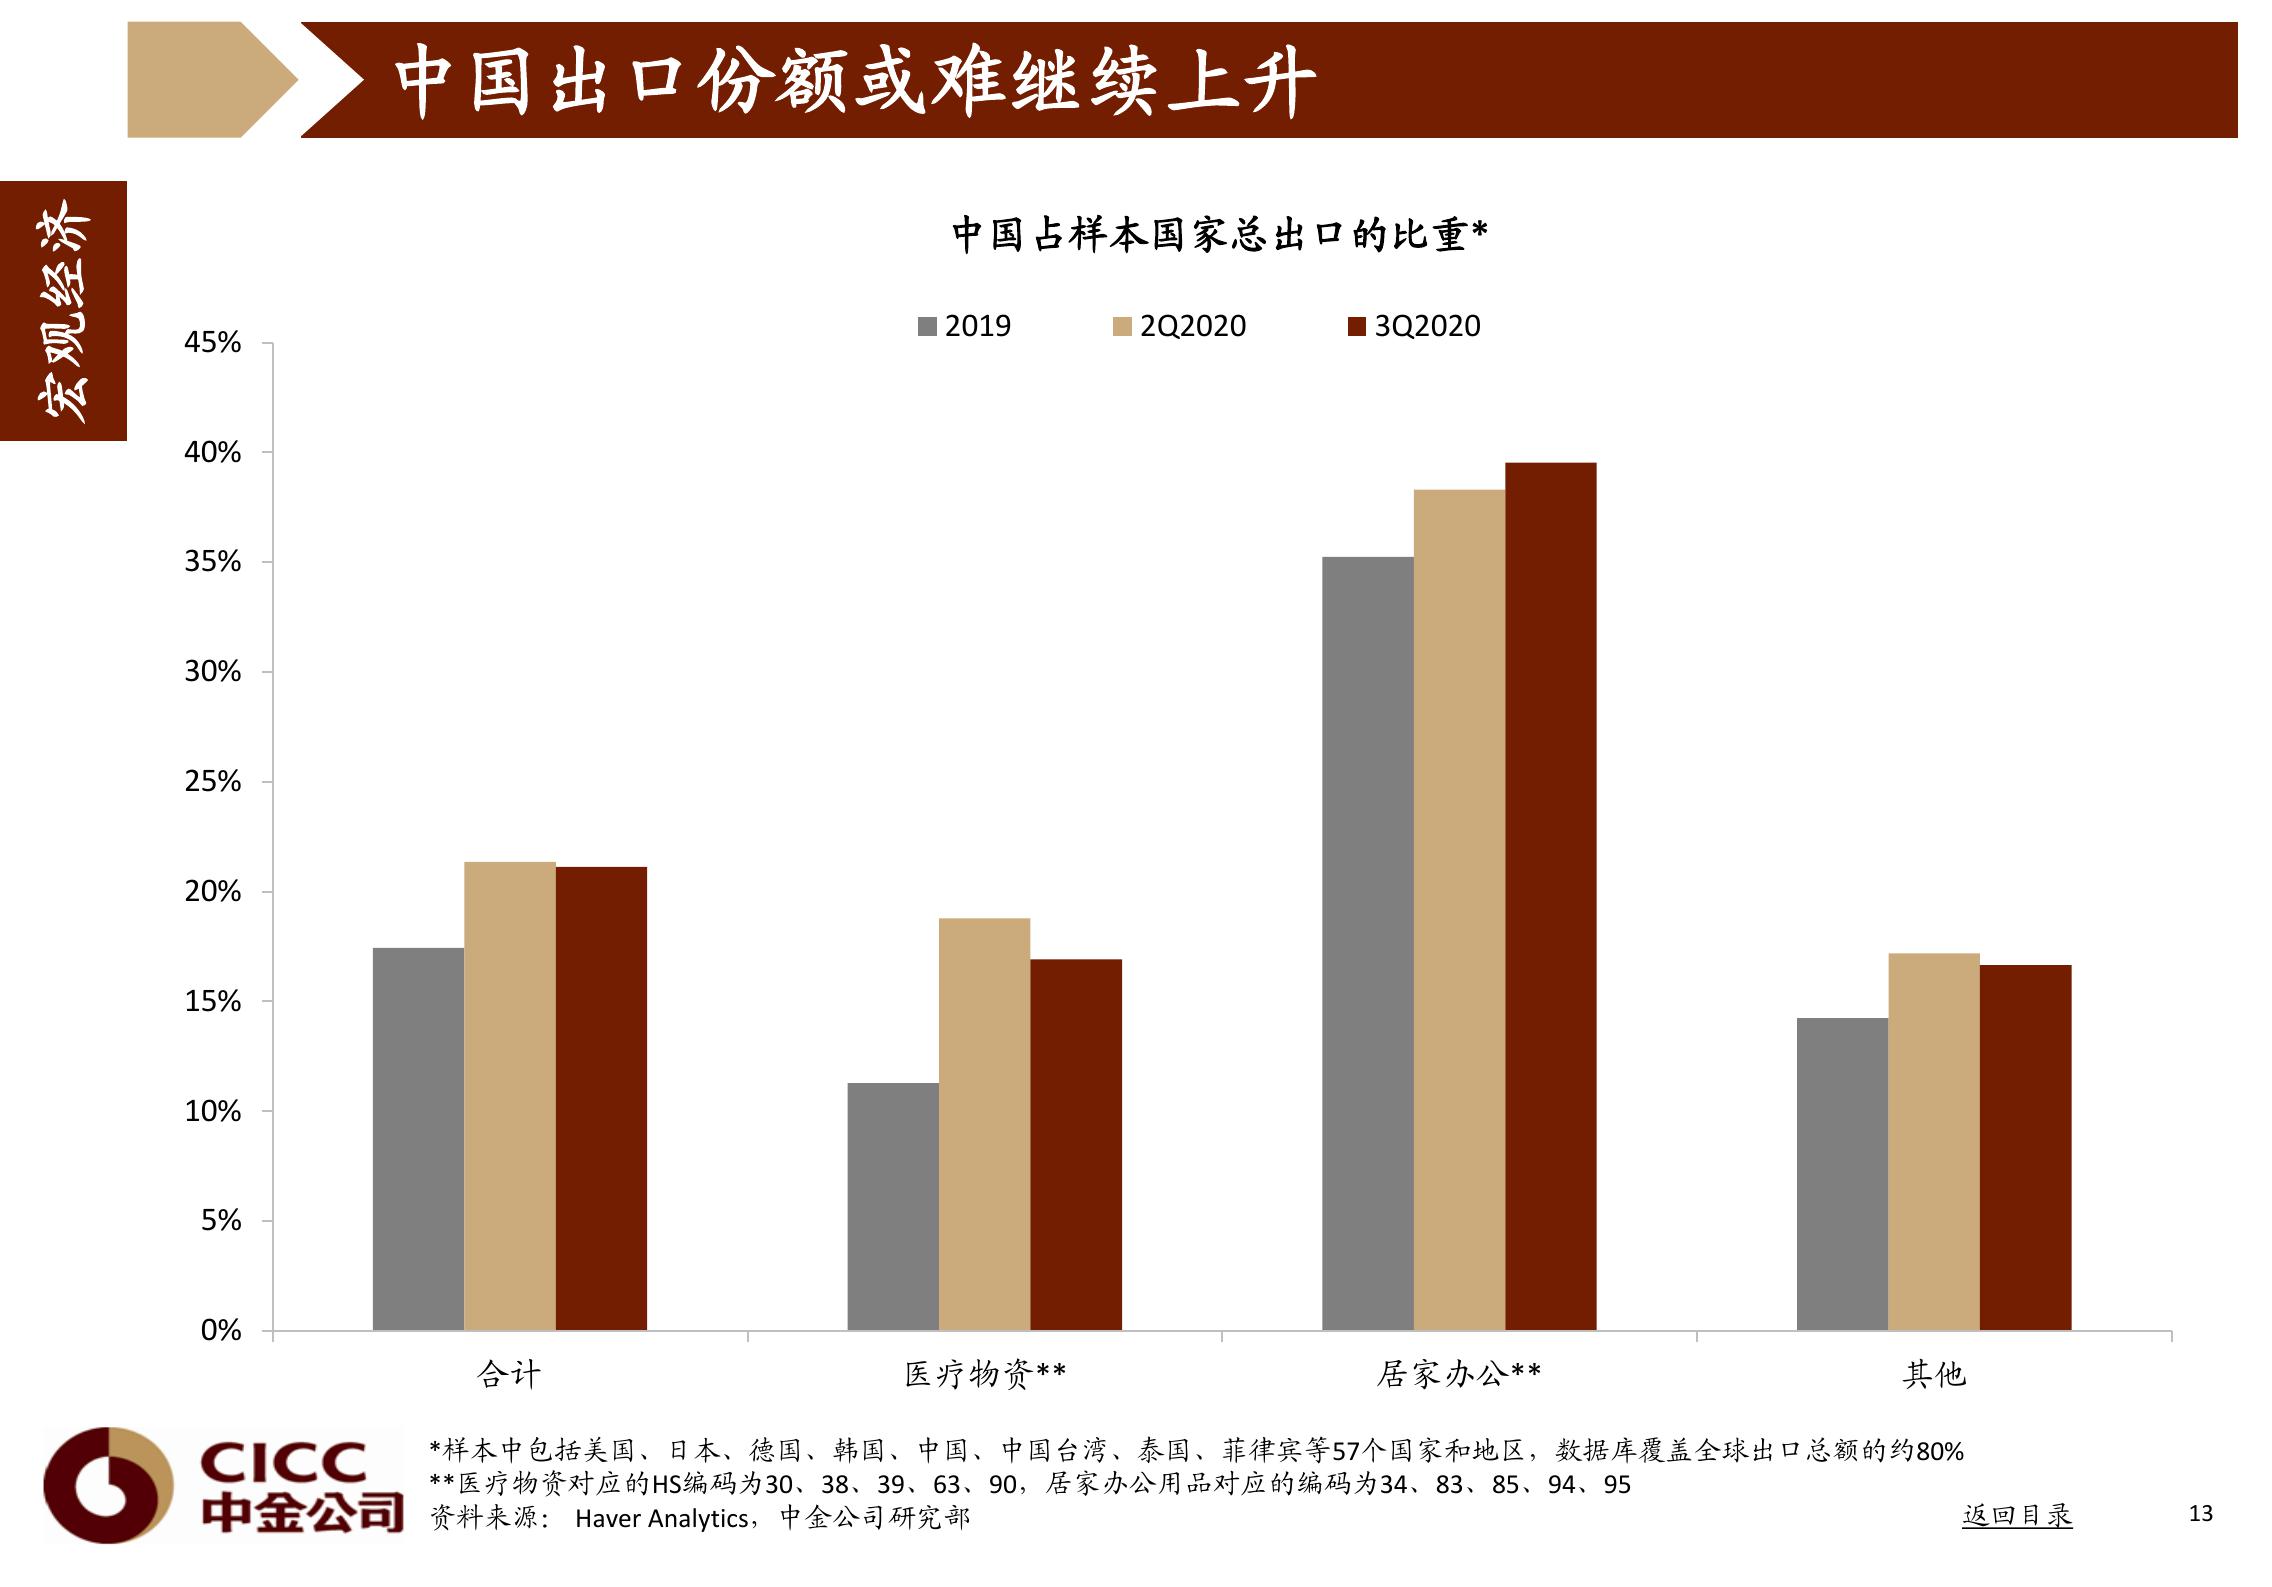 中国出口份额或难继续上升
宏观经济
中国占样本国家总出口的比重*
2019 2Q2020 3Q2020
45%
40%
35%
30%
25%
20%
15%
10%
5%
0%
合计 医疗物资** 居家办公** 其他
*样本中包括美国、日本、德国、韩国、中国、中国台湾、泰国、菲律宾等57个国家和地区，数据库覆盖全球出口总额的约80%
**医疗物资对应的HS编码为30、38、39、63、90，居家办公用品对应的编码为34、83、85、94、95
资料来源： Haver Analytics，中金公司研究部
CICC
中金公司
返回目录
13